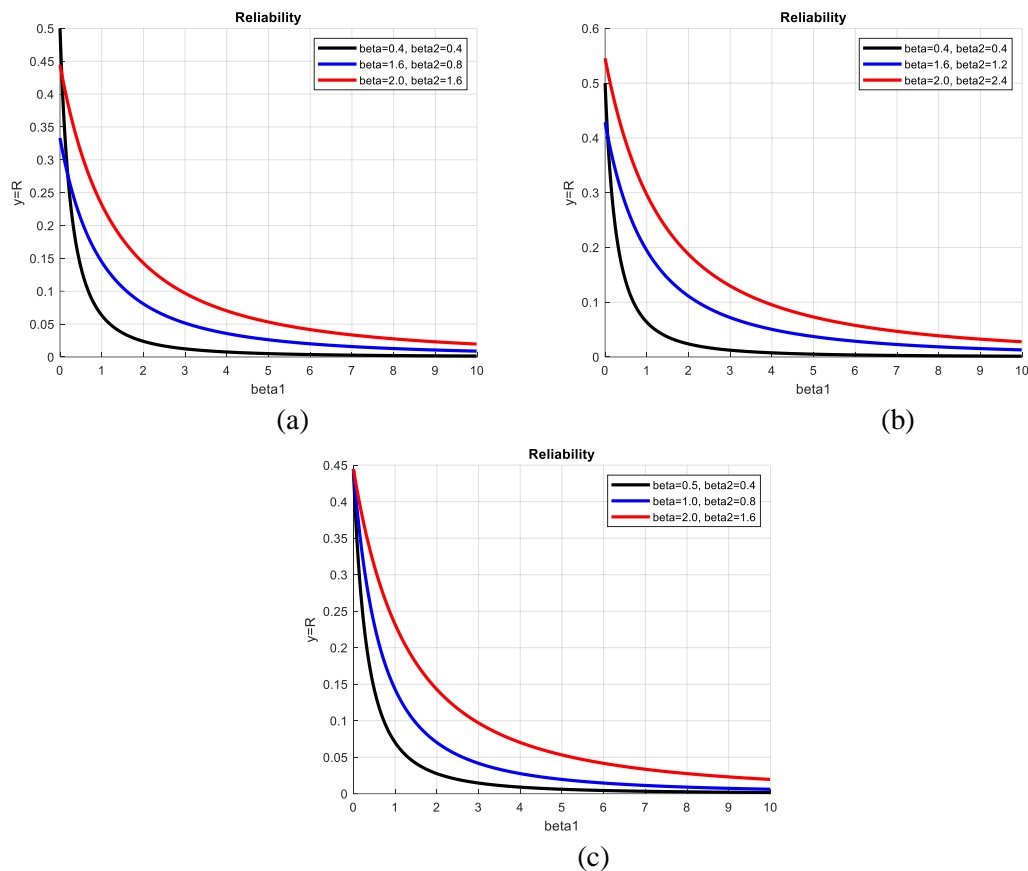 Reliability
0.5
0.45
0.4
0.35
0.3
0.25
0.2
0.15
0.1
0.05
0
y=R
beta=0.4, beta2=0.4
beta=1.6, beta2=0.8
beta=2.0, beta2=1.6
0 1 2 3 4 5 6 7 8 9 10
beta1
(a)
Reliability
0.6
0.5
0.4
0.3
0.2
0.1
0
y=R
beta=0.4, beta2=0.4
beta=1.6, beta2=1.2
beta=2.0, beta2=2.4
0 1 2 3 4 5 6 7 8 9 10
beta1
(b)
Reliability
0.45
0.4
0.35
0.3
0.25
0.2
0.15
0.1
0.05
0
y=R
beta=0.5, beta2=0.4
beta=1.0, beta2=0.8
beta=2.0, beta2=1.6
0 1 2 3 4 5 6 7 8 9 10
beta1
(c)